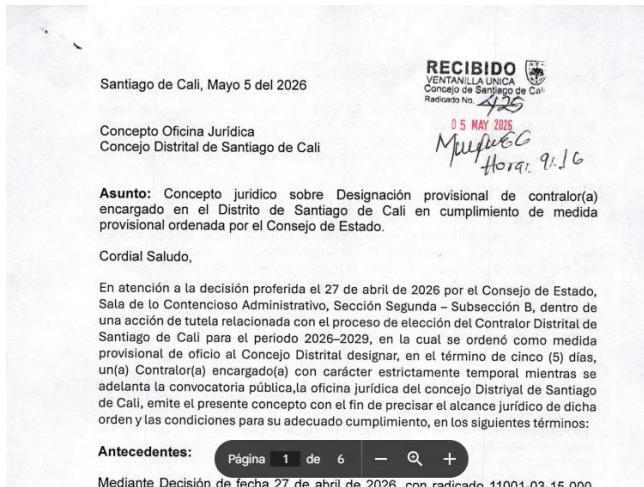 RECIBIDO
VENTANILLA UNICA
Concejo de Santiago de Cali
Radicado No. 425
05 MAY 2026
Hora: 9:16
Santiago de Cali, Mayo 5 del 2026
Concepto Oficina Jurídica
Concejo Distrital de Santiago de Cali
Asunto: Concepto juridico sobre Designación provisional de contralor(a)
encargado en el Distrito de Santiago de Cali en cumplimiento de medida
provisional ordenada por el Consejo de Estado.
Cordial Saludo,
En atención a la decisión proferida el 27 de abril de 2026 por el Consejo de Estado,
Sala de lo Contencioso Administrativo, Sección Segunda – Subsección B, dentro de
una acción de tutela relacionada con el proceso de elección del Contralor Distrital de
Santiago de Cali para el periodo 2026–2029, en la cual se ordenó como medida
provisional de oficio al Concejo Distrital designar, en el término de cinco (5) días,
un(a) Contralor(a) encargado(a) con carácter estrictamente temporal mientras se
adelanta la convocatoria pública,la oficina jurídica del concejo Distriyal de Santiago
de Cali, emite el presente concepto con el fin de precisar el alcance jurídico de dicha
orden y las condiciones para su adecuado cumplimiento, en los siguientes términos:
Antecedentes:
Página 1 de 6
Mediante Decisión de fecha 27 de abril de 2026, con radicado 11001-03-15-000-